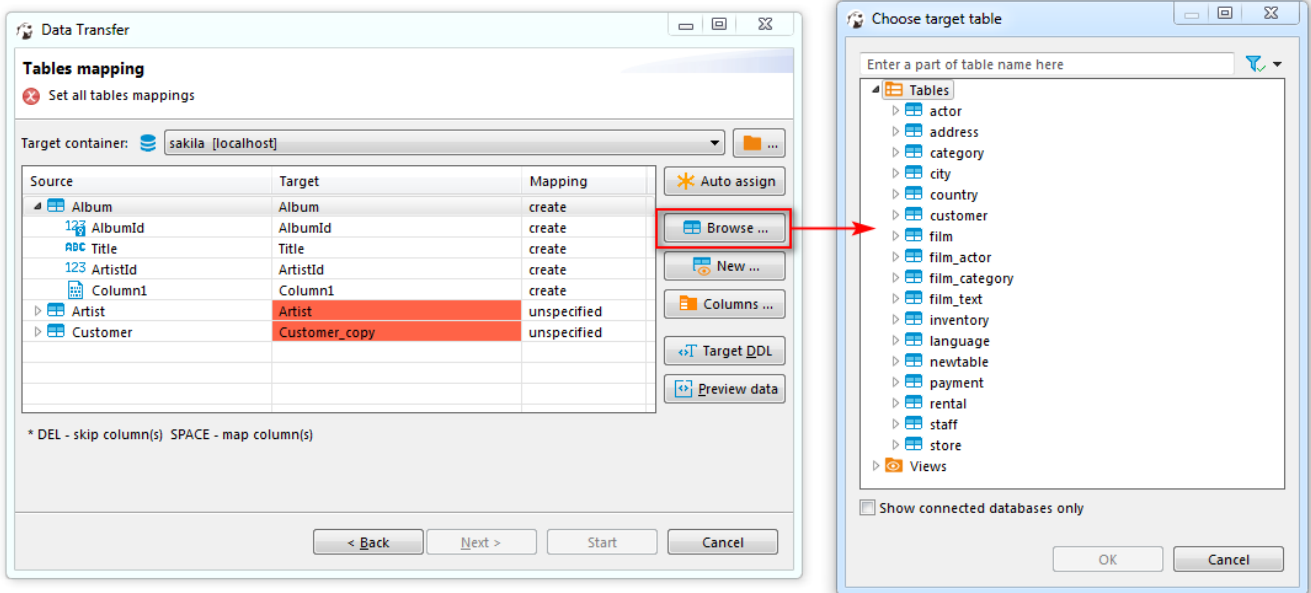 Data Transfer
Tables mapping
Set all tables mappings
Target container: sakila [localhost] ...
Source Target Mapping
Album Album create
123 AlbumId AlbumId create
ABC Title Title create
123 ArtistId ArtistId create
Column1 Column1 create
Artist Artist unspecified
Customer Customer_copy unspecified
Auto assign
Browse ...
New ...
Columns ...
Target DDL
Preview data
* DEL - skip column(s) SPACE - map column(s)
< Back Next > Start Cancel
Choose target table
Enter a part of table name here
Tables
actor
address
category
city
country
customer
film
film_actor
film_category
film_text
inventory
language
newtable
payment
rental
staff
store
Views
Show connected databases only
OK Cancel